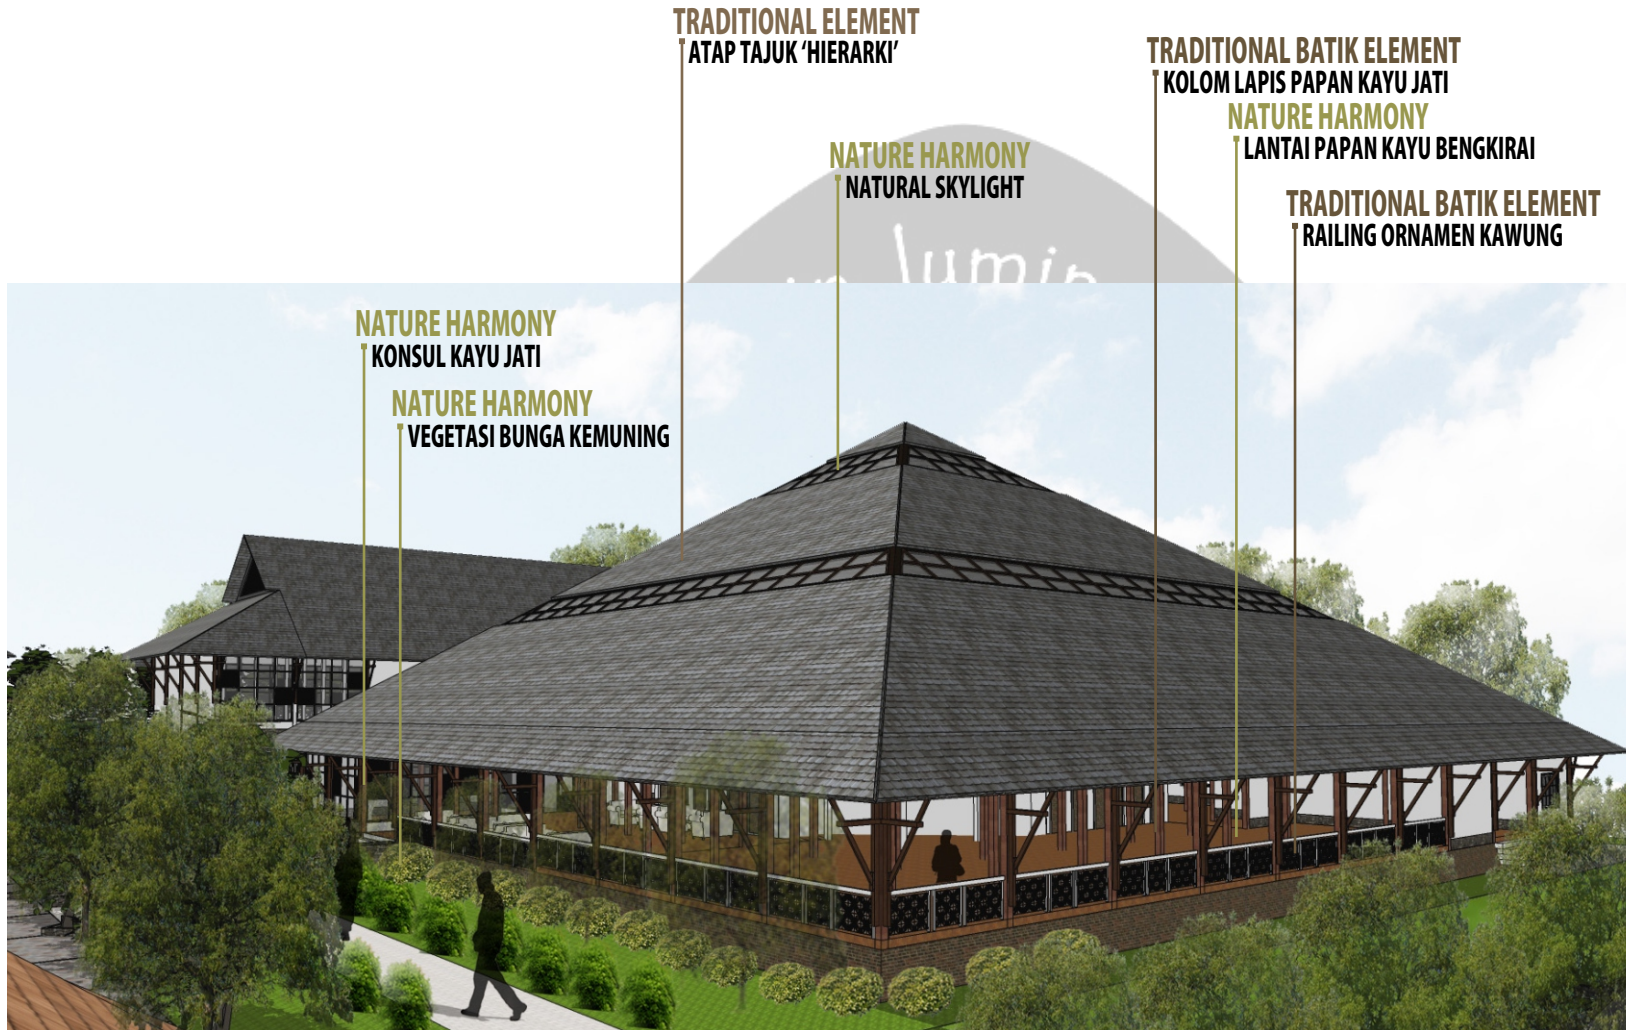 TRADITIONAL ELEMENT
ATAP TAJUK ‘HIERARKI’
TRADITIONAL BATIK ELEMENT
KOLOM LAPIS PAPAN KAYU JATI
NATURE HARMONY
LANTAI PAPAN KAYU BENGKIRAI
NATURE HARMONY
NATURAL SKYLIGHT
TRADITIONAL BATIK ELEMENT
RAILING ORNAMEN KAWUNG
NATURE HARMONY
KONSUL KAYU JATI
NATURE HARMONY
VEGETASI BUNGA KEMUNING